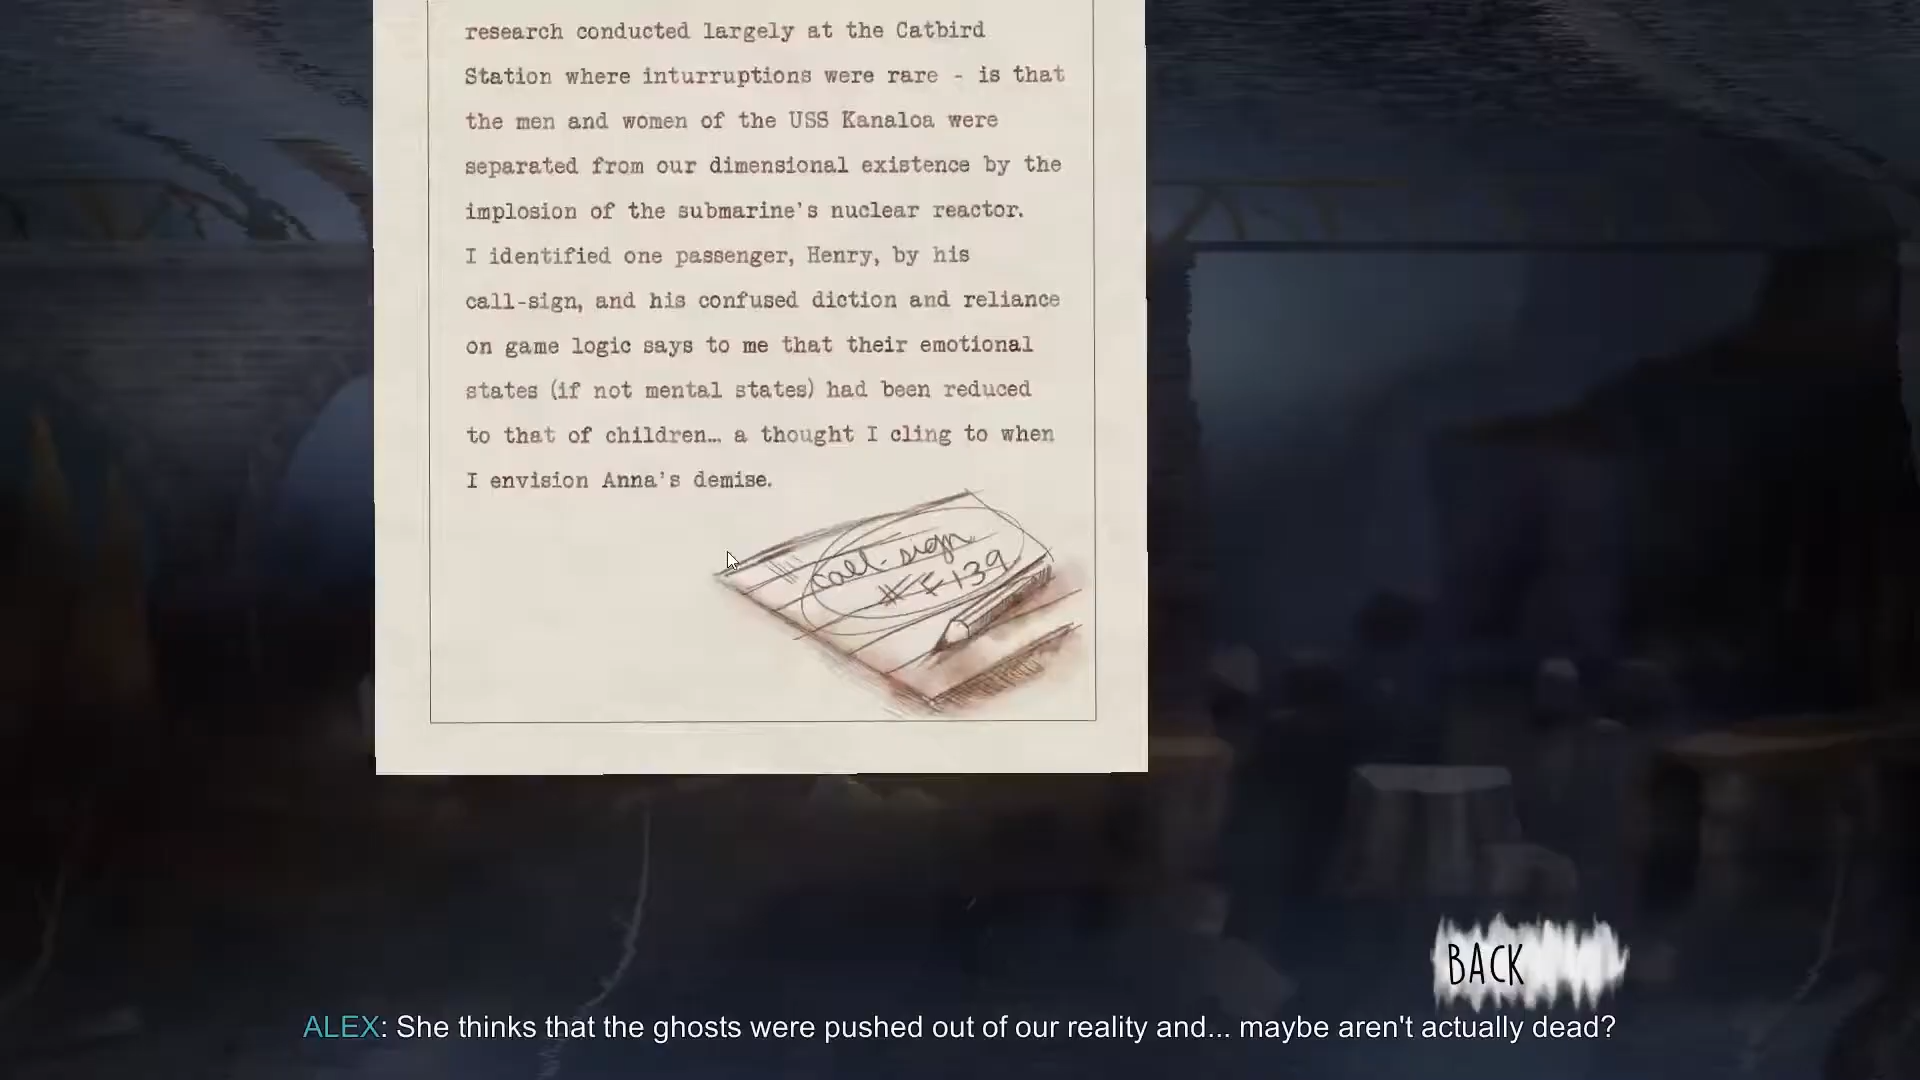 research conducted largely at the Catbird
Station where inturruptions were rare - is that
the men and women of the USS Kanaloa were
separated from our dimensional existence by the
implosion of the submarine's nuclear reactor.
I identified one passenger, Henry, by his
call-sign, and his confused diction and reliance
on game logic says to me that their emotional
states (if not mental states) had been reduced
to that of children… a thought I cling to when
I envision Anna's demise.
call-sign
#F139
BACK
ALEX: She thinks that the ghosts were pushed out of our reality and... maybe aren't actually dead?